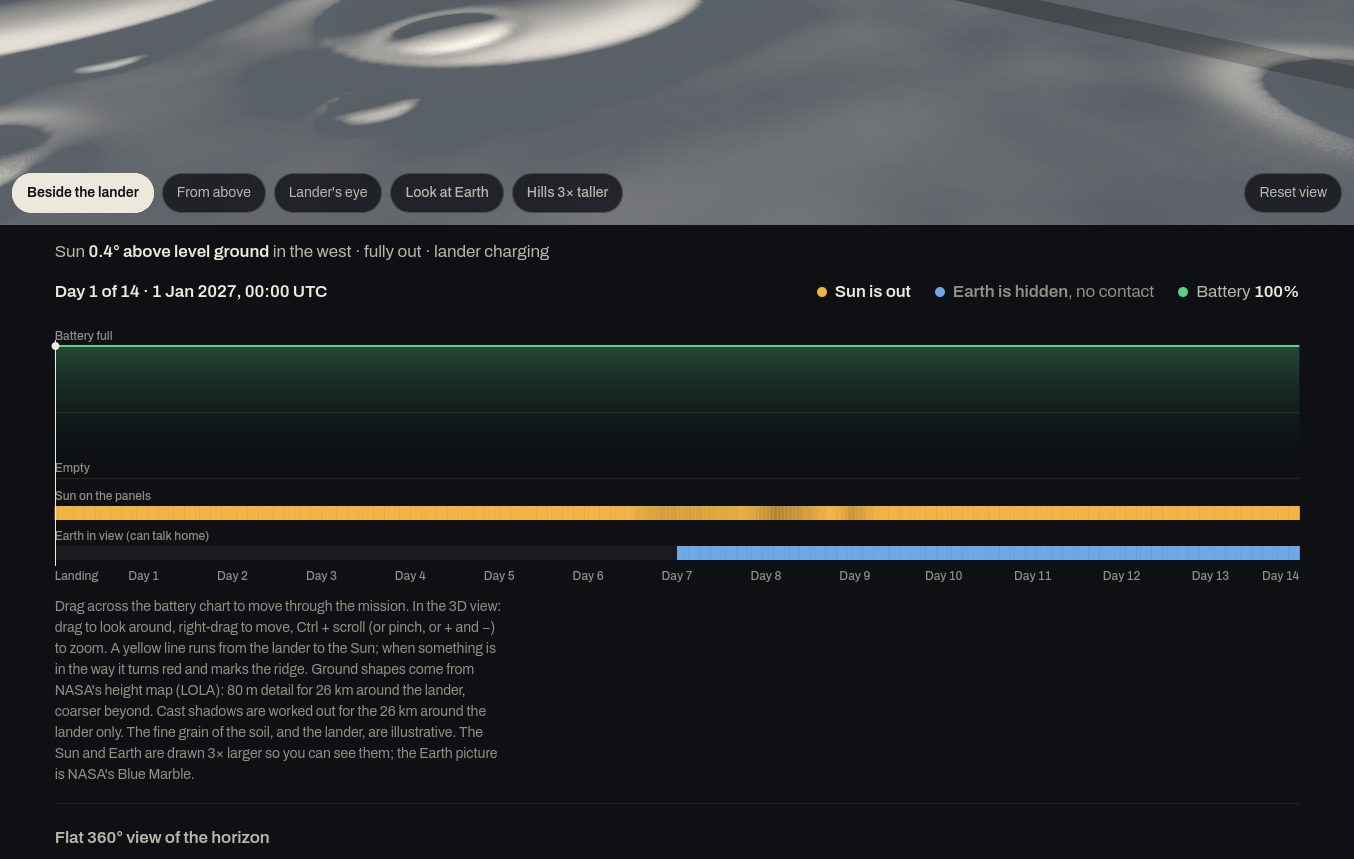 Beside the lander
From above
Lander's eye
Look at Earth
Hills 3× taller
Reset view
Sun 0.4° above level ground in the west · fully out · lander charging
Day 1 of 14 · 1 Jan 2027, 00:00 UTC
Sun is out
Earth is hidden, no contact
Battery 100%
Battery full
Empty
Sun on the panels
Earth in view (can talk home)
Landing Day 1 Day 2 Day 3 Day 4 Day 5 Day 6 Day 7 Day 8 Day 9 Day 10 Day 11 Day 12 Day 13 Day 14
Drag across the battery chart to move through the mission. In the 3D view:
drag to look around, right-drag to move, Ctrl + scroll (or pinch, or + and −)
to zoom. A yellow line runs from the lander to the Sun; when something is
in the way it turns red and marks the ridge. Ground shapes come from
NASA's height map (LOLA): 80 m detail for 26 km around the lander,
coarser beyond. Cast shadows are worked out for the 26 km around the
lander only. The fine grain of the soil, and the lander, are illustrative. The
Sun and Earth are drawn 3× larger so you can see them; the Earth picture
is NASA's Blue Marble.
Flat 360° view of the horizon